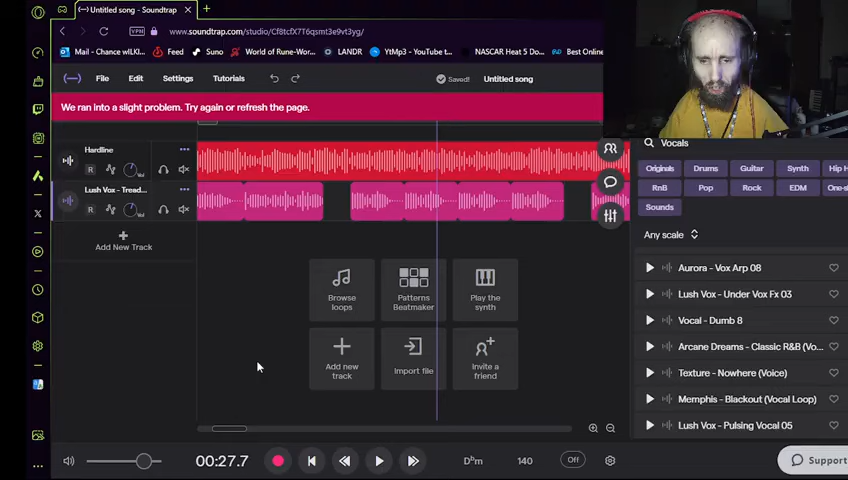 Untitled song
VPN
www.soundtrap.com/studio/Cf8tcfX7T6qsmt3e9vt3yg/
Mail - Chance wiLKI...
Feed
Suno
World of Rune-Wor...
LANDR
YtMp3 - YouTube t...
NASCAR Heat 5 Do...
Best Online
File
Edit
Settings
Tutorials
Saved!
Untitled song
We ran into a slight problem. Try again or refresh the page.
Hardline
R
Lush Vox - Tread...
R
Add New Track
Browse
loops
Patterns
Beatmaker
Play the
synth
Add new
track
Import file
Invite a
friend
Vocals
Originals
Drums
Guitar
Synth
Hip H
RnB
Pop
Rock
EDM
One-s
Sounds
Any scale
Aurora - Vox Arp 08
Lush Vox - Under Vox Fx 03
Vocal - Dumb 8
Arcane Dreams - Classic R&B (Vo...
Texture - Nowhere (Voice)
Memphis - Blackout (Vocal Loop)
Lush Vox - Pulsing Vocal 05
00:27.7
D♭m
140
Off
Support